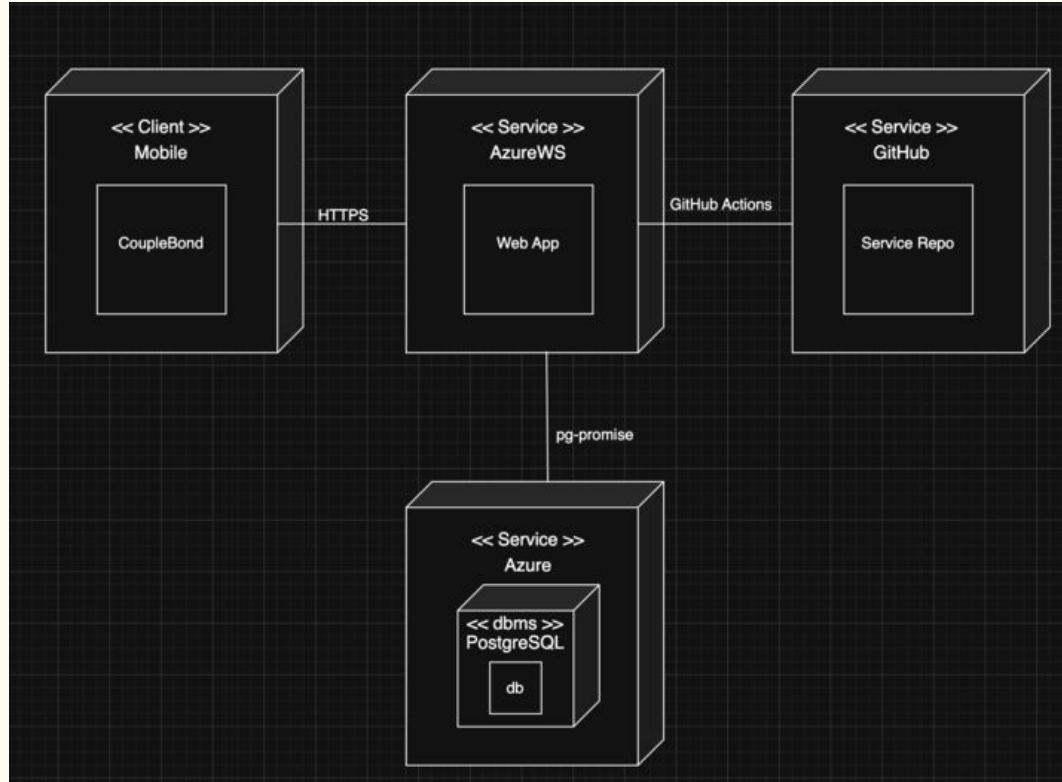 << Client >>
Mobile
CoupleBond
HTTPS
<< Service >>
AzureWS
Web App
GitHub Actions
<< Service >>
GitHub
Service Repo
pg-promise
<< Service >>
Azure
<< dbms >>
PostgreSQL
db